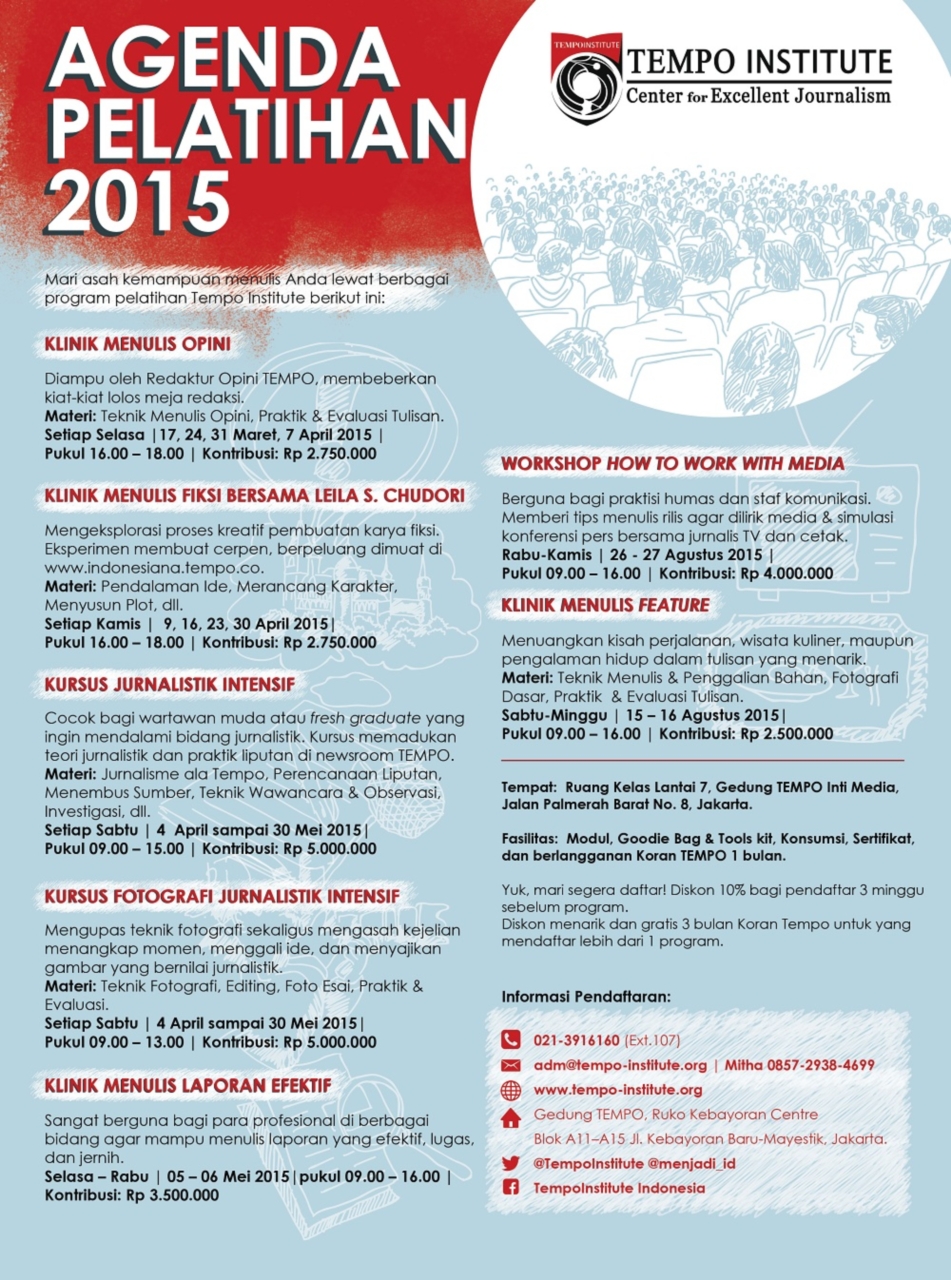 AGENDA
PELATIHAN
2015
TEMPOINSTITUTE
TEMPO INSTITUTE
Center for Excellent Journalism
Mari asah kemampuan menulis Anda lewat berbagai
program pelatihan Tempo Institute berikut ini:
KLINIK MENULIS OPINI
Diampu oleh Redaktur Opini TEMPO, membeberkan
kiat-kiat lolos meja redaksi.
Materi: Teknik Menulis Opini, Praktik & Evaluasi Tulisan.
Setiap Selasa |17, 24, 31 Maret, 7 April 2015 |
Pukul 16.00 – 18.00 | Kontribusi: Rp 2.750.000
KLINIK MENULIS FIKSI BERSAMA LEILA S. CHUDORI
Mengeksplorasi proses kreatif pembuatan karya fiksi.
Eksperimen membuat cerpen, berpeluang dimuat di
www.indonesiana.tempo.co.
Materi: Pendalaman Ide, Merancang Karakter,
Menyusun Plot, dll.
Setiap Kamis | 9, 16, 23, 30 April 2015|
Pukul 16.00 – 18.00 | Kontribusi: Rp 2.750.000
KURSUS JURNALISTIK INTENSIF
Cocok bagi wartawan muda atau fresh graduate yang
ingin mendalami bidang jurnalistik. Kursus memadukan
teori jurnalistik dan praktik liputan di newsroom TEMPO.
Materi: Jurnalisme ala Tempo, Perencanaan Liputan,
Menembus Sumber, Teknik Wawancara & Observasi,
Investigasi, dll.
Setiap Sabtu | 4 April sampai 30 Mei 2015|
Pukul 09.00 – 15.00 | Kontribusi: Rp 5.000.000
KURSUS FOTOGRAFI JURNALISTIK INTENSIF
Mengupas teknik fotografi sekaligus mengasah kejelian
menangkap momen, menggali ide, dan menyajikan
gambar yang bernilai jurnalistik.
Materi: Teknik Fotografi, Editing, Foto Esai, Praktik &
Evaluasi.
Setiap Sabtu | 4 April sampai 30 Mei 2015|
Pukul 09.00 – 13.00 | Kontribusi: Rp 5.000.000
KLINIK MENULIS LAPORAN EFEKTIF
Sangat berguna bagi para profesional di berbagai
bidang agar mampu menulis laporan yang efektif, lugas,
dan jernih.
Selasa – Rabu | 05 – 06 Mei 2015|pukul 09.00 – 16.00 |
Kontribusi: Rp 3.500.000
WORKSHOP HOW TO WORK WITH MEDIA
Berguna bagi praktisi humas dan staf komunikasi.
Memberi tips menulis rilis agar dilirik media & simulasi
konferensi pers bersama jurnalis TV dan cetak.
Rabu-Kamis | 26 - 27 Agustus 2015 |
Pukul 09.00 – 16.00 | Kontribusi: Rp 4.000.000
KLINIK MENULIS FEATURE
Menuangkan kisah perjalanan, wisata kuliner, maupun
pengalaman hidup dalam tulisan yang menarik.
Materi: Teknik Menulis & Penggalian Bahan, Fotografi
Dasar, Praktik & Evaluasi Tulisan.
Sabtu-Minggu | 15 – 16 Agustus 2015|
Pukul 09.00 – 16.00 | Kontribusi: Rp 2.500.000
Tempat: Ruang Kelas Lantai 7, Gedung TEMPO Inti Media,
Jalan Palmerah Barat No. 8, Jakarta.
Fasilitas: Modul, Goodie Bag & Tools kit, Konsumsi, Sertifikat,
dan berlangganan Koran TEMPO 1 bulan.
Yuk, mari segera daftar! Diskon 10% bagi pendaftar 3 minggu
sebelum program.
Diskon menarik dan gratis 3 bulan Koran Tempo untuk yang
mendaftar lebih dari 1 program.
Informasi Pendaftaran:
021-3916160 (Ext.107)
adm@tempo-institute.org | Mitha 0857-2938-4699
www.tempo-institute.org
Gedung TEMPO, Ruko Kebayoran Centre
Blok A11–A15 Jl. Kebayoran Baru-Mayestik, Jakarta.
@TempoInstitute @menjadi_id
TempoInstitute Indonesia